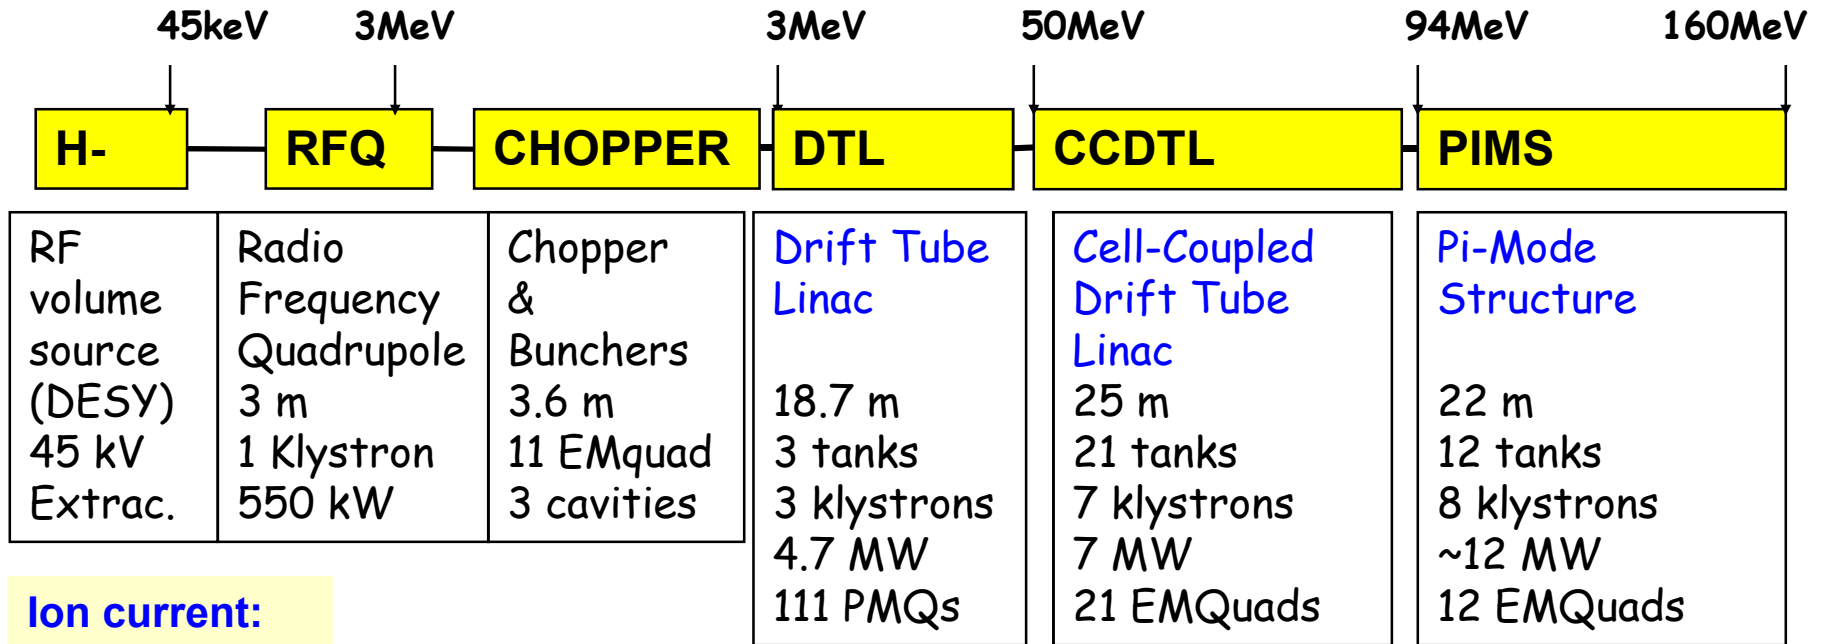 45keV 3MeV 3MeV 50MeV 94MeV 160MeV
H- RFQ CHOPPER DTL CCDTL PIMS
RF
volume
source
(DESY)
45 kV
Extrac.
Radio
Frequency
Quadrupole
3 m
1 Klystron
550 kW
Chopper
&
Bunchers
3.6 m
11 EMquad
3 cavities
Drift Tube
Linac
18.7 m
3 tanks
3 klystrons
4.7 MW
111 PMQs
Cell-Coupled
Drift Tube
Linac
25 m
21 tanks
7 klystrons
7 MW
21 EMQuads
Pi-Mode
Structure
22 m
12 tanks
8 klystrons
~12 MW
12 EMQuads
Ion current: